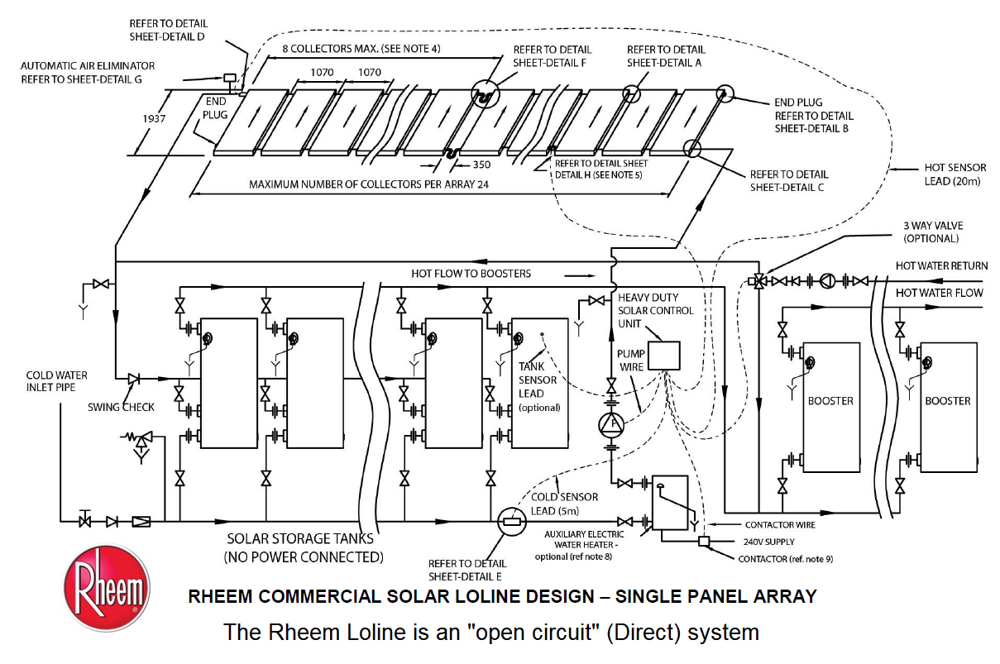 REFER TO DETAIL
SHEET-DETAIL D
AUTOMATIC AIR ELIMINATOR
REFER TO SHEET-DETAIL G
8 COLLECTORS MAX. (SEE NOTE 4)
REFER TO DETAIL
SHEET-DETAIL F
REFER TO DETAIL
SHEET-DETAIL A
1070
1070
END
PLUG
1937
END PLUG
REFER TO DETAIL
SHEET-DETAIL B
350
REFER TO DETAIL SHEET
DETAIL H (SEE NOTE 5)
MAXIMUM NUMBER OF COLLECTORS PER ARRAY 24
REFER TO DETAIL
SHEET-DETAIL C
HOT SENSOR
LEAD (20m)
3 WAY VALVE
(OPTIONAL)
HOT FLOW TO BOOSTERS
HOT WATER RETURN
HOT WATER FLOW
HEAVY DUTY
SOLAR CONTROL
UNIT
PUMP
WIRE
TANK
SENSOR
LEAD
(optional)
COLD WATER
INLET PIPE
SWING CHECK
P
BOOSTER
BOOSTER
COLD SENSOR
LEAD (5m)
SOLAR STORAGE TANKS
(NO POWER CONNECTED)
AUXILIARY ELECTRIC
WATER HEATER -
optional (ref note 8)
CONTACTOR WIRE
240V SUPPLY
CONTACTOR (ref. note 9)
REFER TO DETAIL
SHEET-DETAIL E
Rheem
RHEEM COMMERCIAL SOLAR LOLINE DESIGN – SINGLE PANEL ARRAY
The Rheem Loline is an "open circuit" (Direct) system